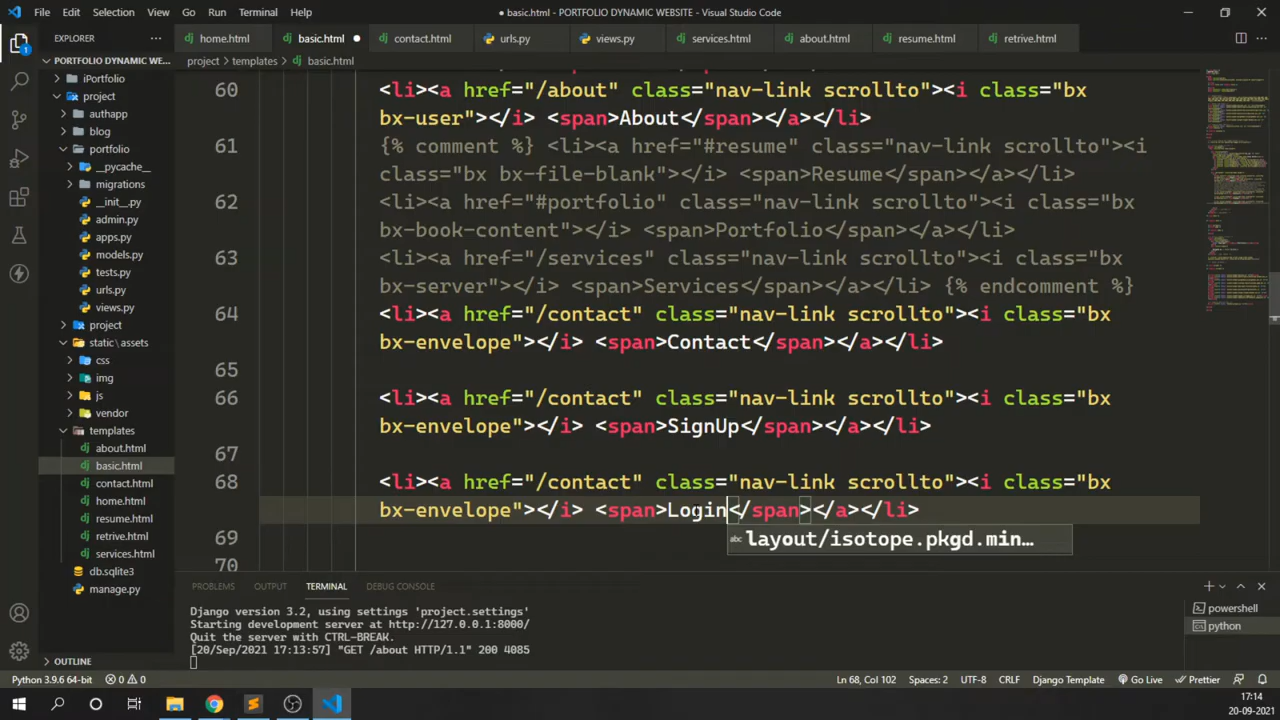 File Edit Selection View Go Run Terminal Help
● basic.html - PORTFOLIO DYNAMIC WEBSITE - Visual Studio Code
EXPLORER
home.html basic.html contact.html urls.py views.py services.html about.html resume.html retrive.html
PORTFOLIO DYNAMIC WE...
project > templates > basic.html
iPortfolio
project
authapp
blog
portfolio
__pycache__
migrations
__init__.py
admin.py
apps.py
models.py
tests.py
urls.py
views.py
project
static\assets
css
img
js
vendor
templates
about.html
basic.html
contact.html
home.html
resume.html
retrive.html
services.html
db.sqlite3
manage.py
OUTLINE
60 <li><a href="/about" class="nav-link scrollto"><i class="bx
bx-user"></i> <span>About</span></a></li>
61 {% comment %} <li><a href="#resume" class="nav-link scrollto"><i
class="bx bx-file-blank"></i> <span>Resume</span></a></li>
62 <li><a href="#portfolio" class="nav-link scrollto"><i class="bx
bx-book-content"></i> <span>Portfolio</span></a></li>
63 <li><a href="/services" class="nav-link scrollto"><i class="bx
bx-server"></i> <span>Services</span></a></li> {% endcomment %}
64 <li><a href="/contact" class="nav-link scrollto"><i class="bx
bx-envelope"></i> <span>Contact</span></a></li>
65
66 <li><a href="/contact" class="nav-link scrollto"><i class="bx
bx-envelope"></i> <span>SignUp</span></a></li>
67
68 <li><a href="/contact" class="nav-link scrollto"><i class="bx
bx-envelope"></i> <span>Login</span></a></li>
abc layout/isotope.pkgd.min...
69
70
PROBLEMS OUTPUT TERMINAL DEBUG CONSOLE
Django version 3.2, using settings 'project.settings'
Starting development server at http://127.0.0.1:8000/
Quit the server with CTRL-BREAK.
[20/Sep/2021 17:13:57] "GET /about HTTP/1.1" 200 4085
powershell
python
Python 3.9.6 64-bit 0 0 Ln 68, Col 102 Spaces: 2 UTF-8 CRLF Django Template Go Live Prettier
17:14
20-09-2021